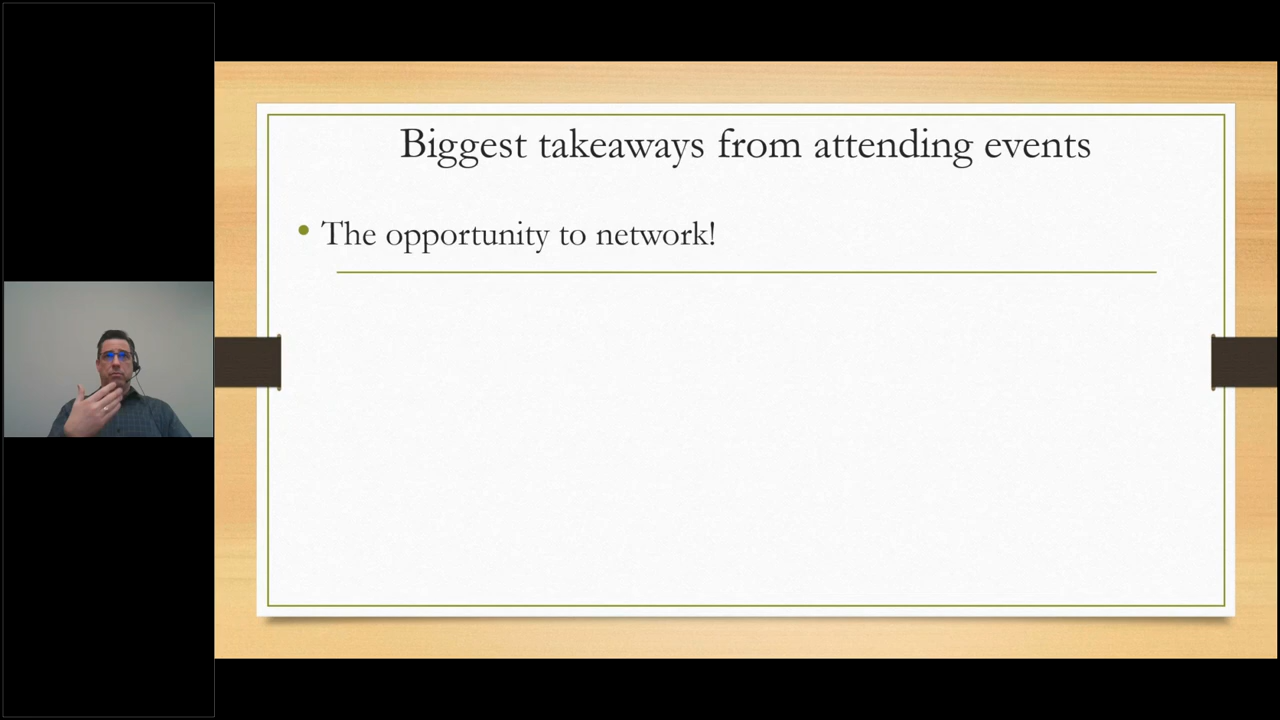 Biggest takeaways from attending events
• The opportunity to network!